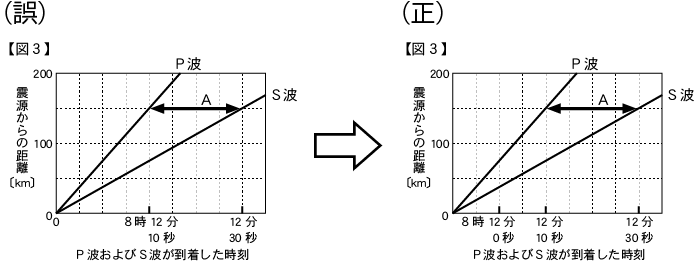 (誤)
【図3】
P波
200
S波
A
震源からの距離〔km〕
100
0
0
8時 12分 10秒
12分 30秒
P波およびS波が到着した時刻
(正)
【図3】
P波
200
S波
A
震源からの距離〔km〕
100
0
8時 12分 0秒
12分 10秒
12分 30秒
P波およびS波が到着した時刻